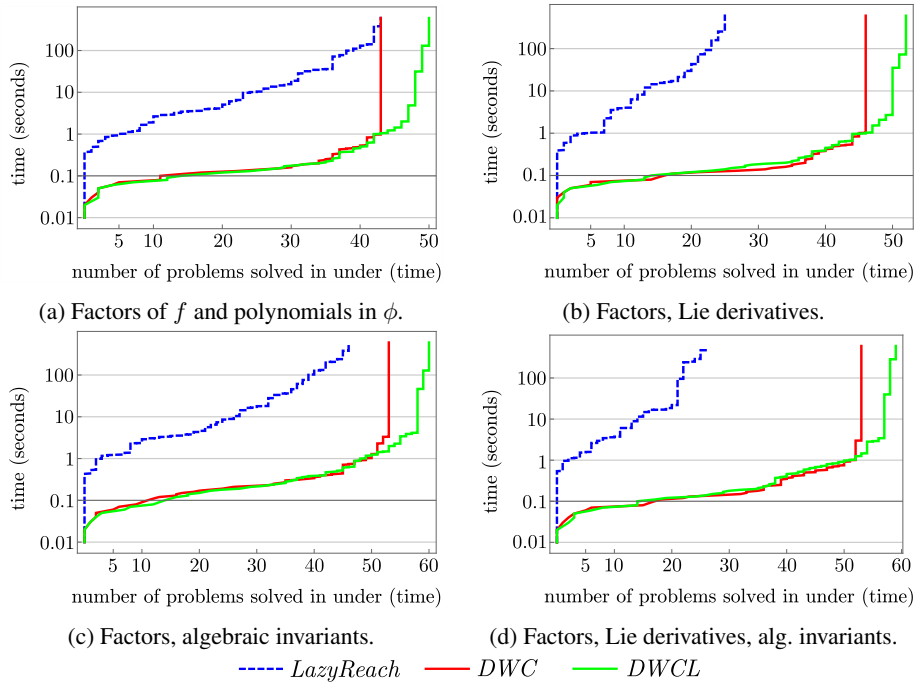 100
10
1
0.1
0.01
time (seconds)
5 10 20 30 40 50
number of problems solved in under (time)
(a) Factors of f and polynomials in ϕ.
100
10
1
0.1
0.01
time (seconds)
5 10 20 30 40 50
number of problems solved in under (time)
(b) Factors, Lie derivatives.
100
10
1
0.1
0.01
time (seconds)
5 10 20 30 40 50 60
number of problems solved in under (time)
(c) Factors, algebraic invariants.
100
10
1
0.1
0.01
time (seconds)
5 10 20 30 40 50 60
number of problems solved in under (time)
(d) Factors, Lie derivatives, alg. invariants.
LazyReach DWC DWCL